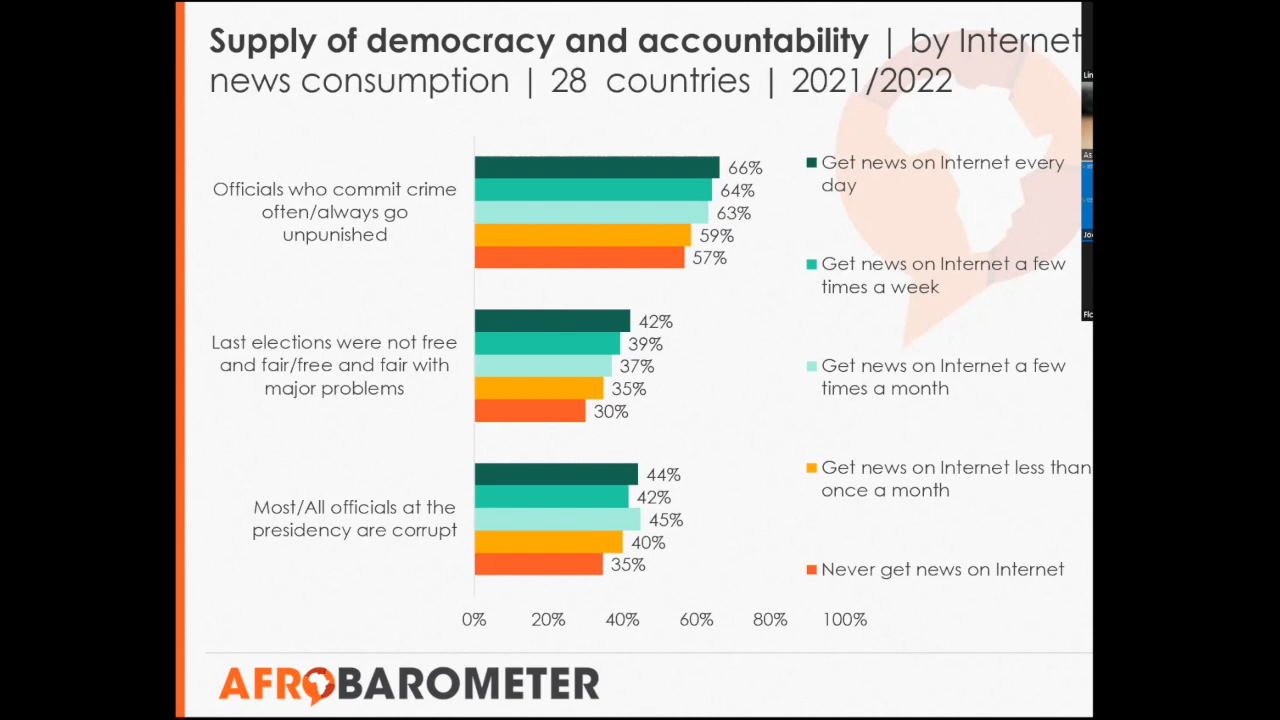 Supply of democracy and accountability | by Internet
news consumption | 28 countries | 2021/2022
Officials who commit crime
often/always go
unpunished
66%
64%
63%
59%
57%
Last elections were not free
and fair/free and fair with
major problems
42%
39%
37%
35%
30%
Most/All officials at the
presidency are corrupt
44%
42%
45%
40%
35%
0% 20% 40% 60% 80% 100%
Get news on Internet every
day
Get news on Internet a few
times a week
Get news on Internet a few
times a month
Get news on Internet less than
once a month
Never get news on Internet
Lin
As
Jo
Flo
AFROBAROMETER